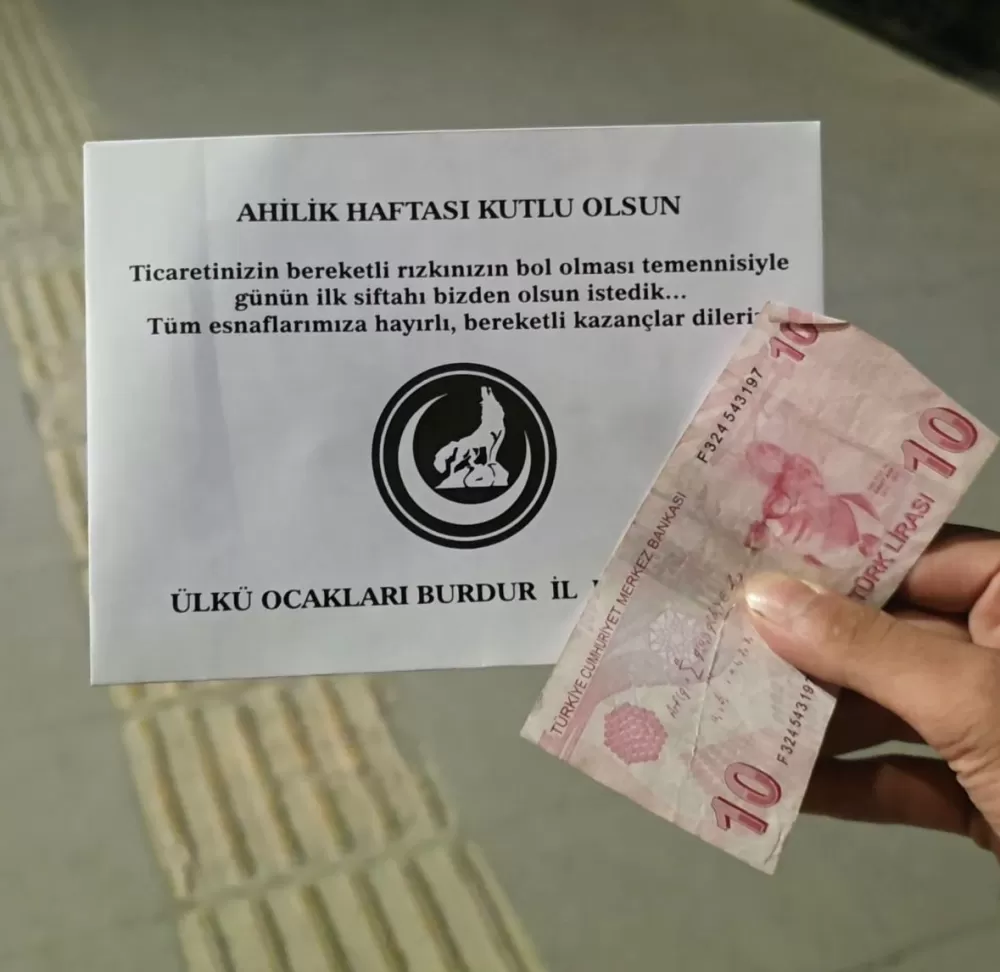 AHİLİK HAFTASI KUTLU OLSUN
Ticaretinizin bereketli rızkınızın bol olması temennisiyle
günün ilk siftahı bizden olsun istedik...
Tüm esnaflarımıza hayırlı, bereketli kazançlar dileri
ÜLKÜ OCAKLARI BURDUR İL
10
F324543197
10
TÜRK LİRASI
TÜRKİYE CUMHURİYET MERKEZ BANKASI
F324543197
10